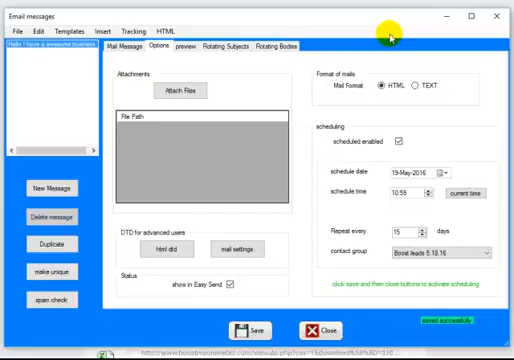 Email messages
File Edit Templates Insert Tracking HTML
Hello I have a awesome business
Mail Message Options preview Rotating Subjects Rotating Bodies
Attachments
Attach Files
File Path
Format of mails
Mail Format HTML TEXT
scheduling
scheduled enabled
schedule date 19-May-2016
schedule time 10:59 current time
Repeat every 15 days
contact group Boost leads 5.18.16
click save and then close buttons to activate scheduling
New Message
Delete message
Duplicate
make unique
spam check
DTD for advanced users
html dtd mail settings
Status
show in Easy Send
saved successfully
Save Close